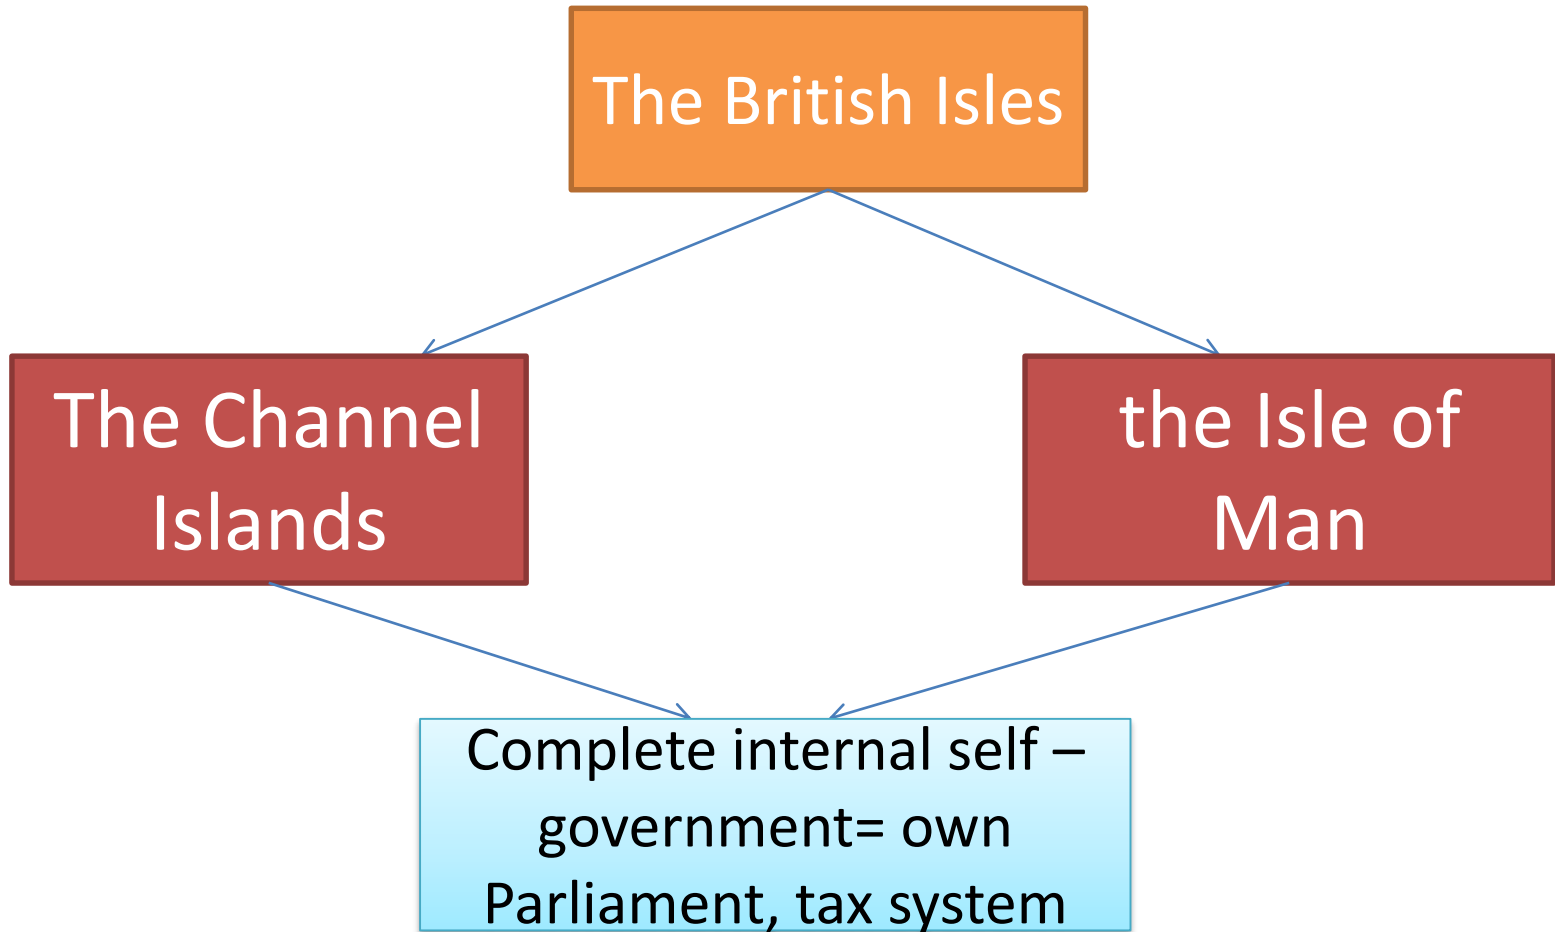 The British Isles
The Channel
Islands
the Isle of
Man
Complete internal self –
government= own
Parliament, tax system